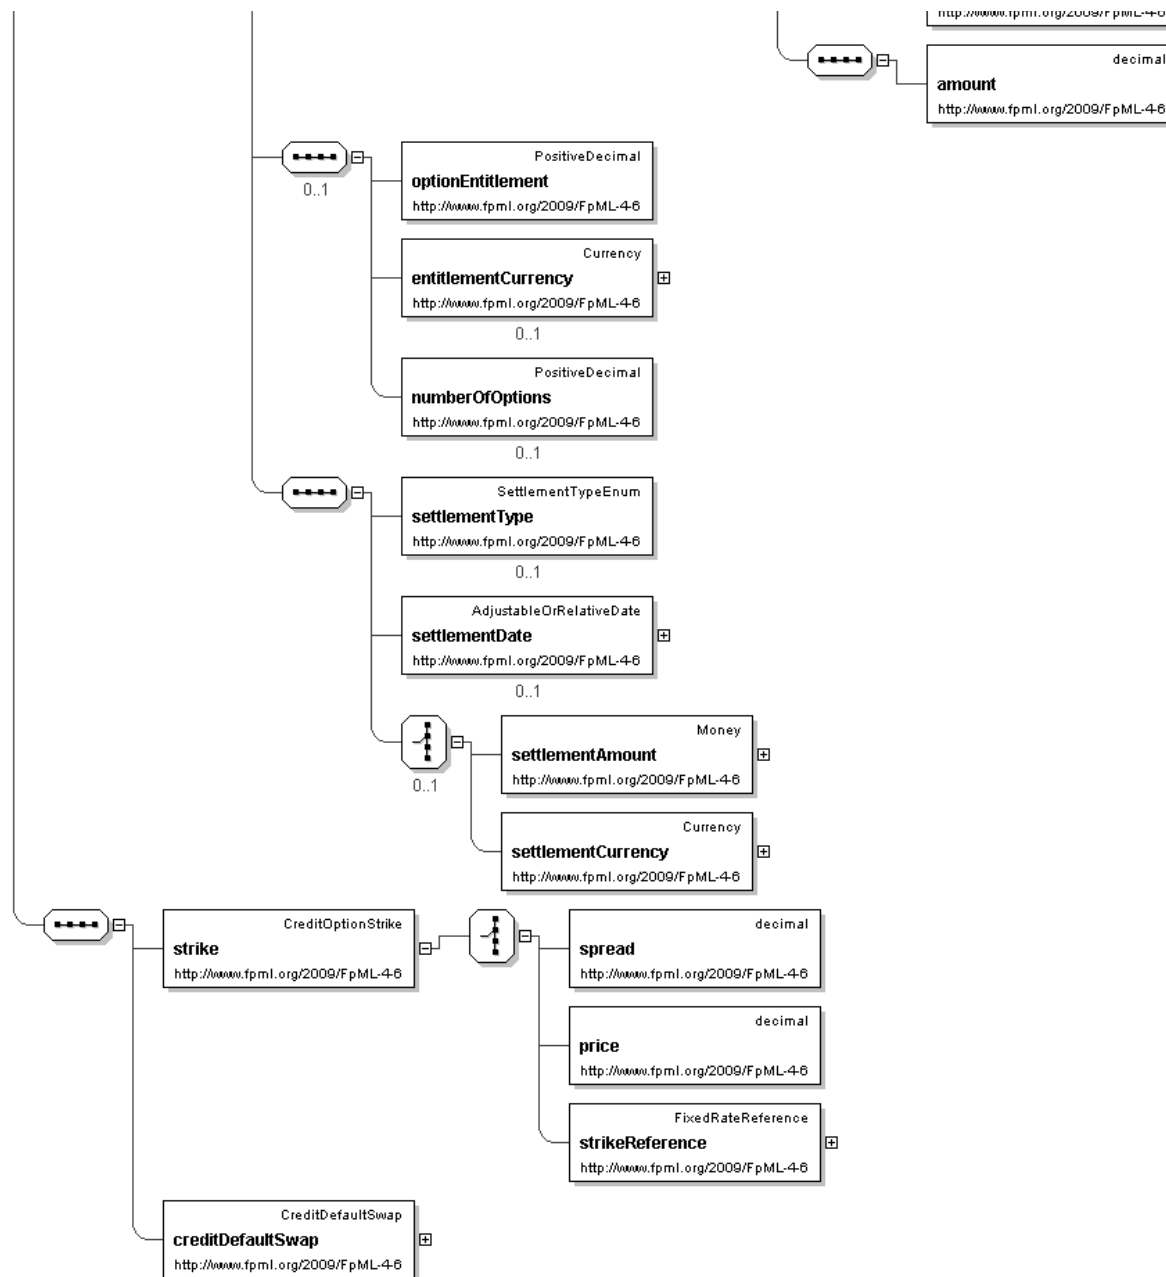 http://www.fpml.org/2009/FpML-4-6
decimal
amount
http://www.fpml.org/2009/FpML-4-6
PositiveDecimal
optionEntitlement
http://www.fpml.org/2009/FpML-4-6
0..1
Currency
entitlementCurrency
http://www.fpml.org/2009/FpML-4-6
0..1
PositiveDecimal
numberOfOptions
http://www.fpml.org/2009/FpML-4-6
0..1
SettlementTypeEnum
settlementType
http://www.fpml.org/2009/FpML-4-6
0..1
AdjustableOrRelativeDate
settlementDate
http://www.fpml.org/2009/FpML-4-6
0..1
Money
settlementAmount
http://www.fpml.org/2009/FpML-4-6
0..1
Currency
settlementCurrency
http://www.fpml.org/2009/FpML-4-6
CreditOptionStrike
strike
http://www.fpml.org/2009/FpML-4-6
decimal
spread
http://www.fpml.org/2009/FpML-4-6
decimal
price
http://www.fpml.org/2009/FpML-4-6
FixedRateReference
strikeReference
http://www.fpml.org/2009/FpML-4-6
CreditDefaultSwap
creditDefaultSwap
http://www.fpml.org/2009/FpML-4-6